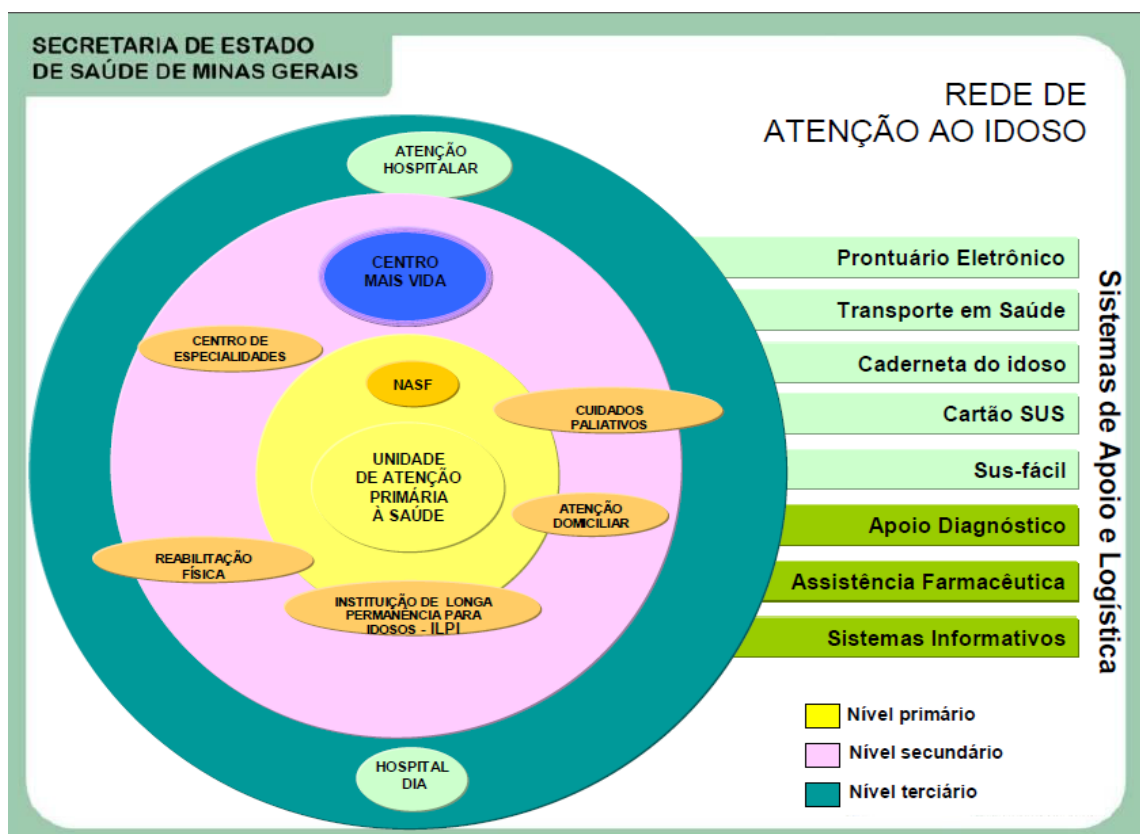 SECRETARIA DE ESTADO
DE SAÚDE DE MINAS GERAIS
REDE DE
ATENÇÃO AO IDOSO
ATENÇÃO
HOSPITALAR
CENTRO
MAIS VIDA
CENTRO DE
ESPECIALIDADES
NASF
CUIDADOS
PALIATIVOS
UNIDADE
DE ATENÇÃO
PRIMÁRIA
À SAÚDE
ATENÇÃO
DOMICILIAR
REABILITAÇÃO
FÍSICA
INSTITUIÇÃO DE LONGA
PERMANÊNCIA PARA
IDOSOS - ILPI
HOSPITAL
DIA
Prontuário Eletrônico
Transporte em Saúde
Caderneta do idoso
Cartão SUS
Sus-fácil
Apoio Diagnóstico
Assistência Farmacêutica
Sistemas Informativos
Sistemas de Apoio e Logística
Nível primário
Nível secundário
Nível terciário